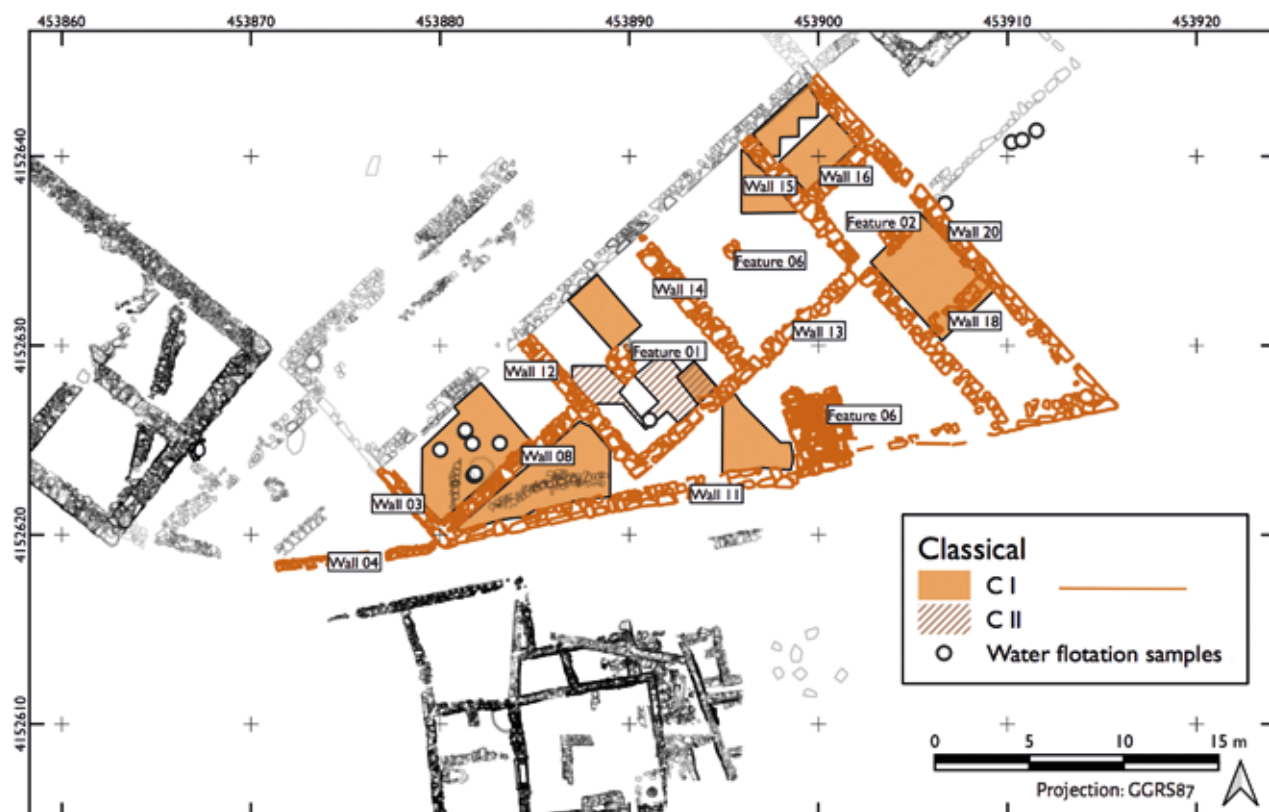 453860 453870 453880 453890 453900 453910 453920
4152640
4152630
4152620
4152610
Wall 15
Wall 16
Feature 02
Wall 20
Feature 06
Wall 14
Wall 13
Wall 18
Feature 01
Wall 12
Feature 06
Wall 08
Wall 11
Wall 03
Wall 04
Classical
C I
C II
Water flotation samples
0 5 10 15 m
Projection: GGRS87